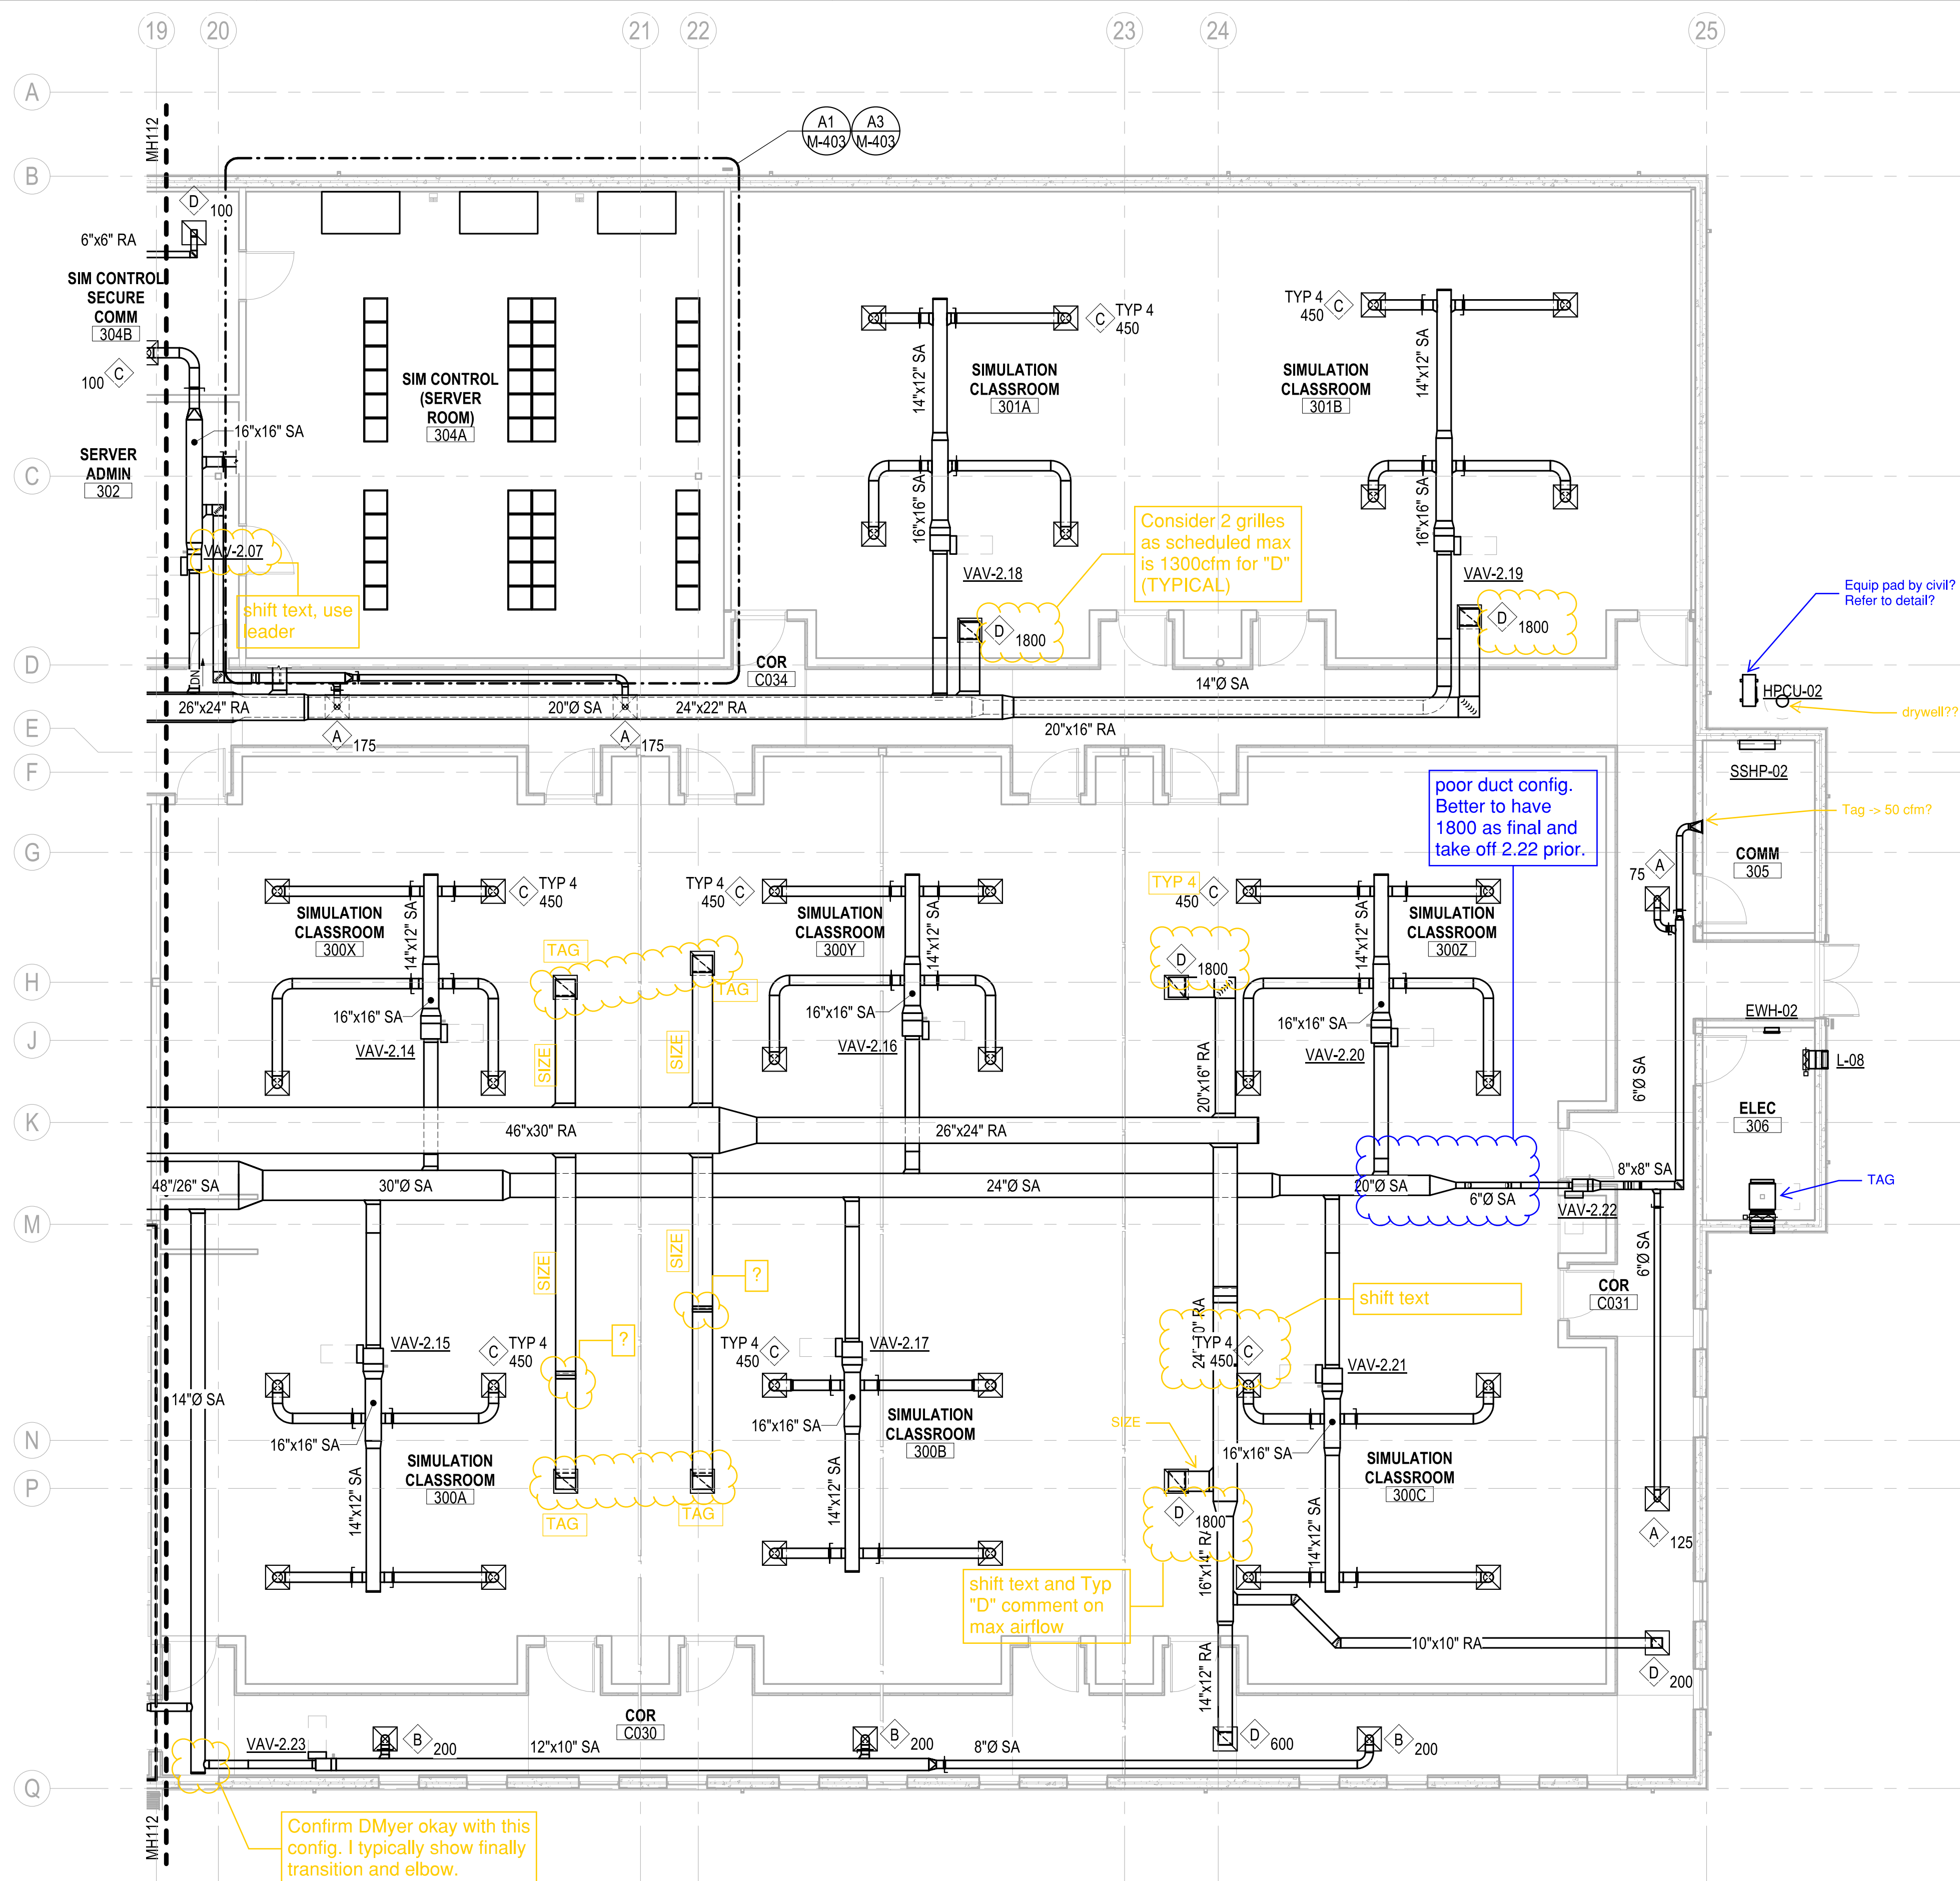 19
20
21
22
23
24
25
A
B
C
D
E
F
G
H
J
K
M
N
P
Q
MH112
A1
M-403
A3
M-403
D
100
6"x6" RA
SIM CONTROL
SECURE
COMM
304B
100
C
16"x16" SA
SERVER
ADMIN
302
VAV-2.07
shift text, use
leader
DN
SIM CONTROL
(SERVER
ROOM)
304A
C
TYP 4
450
14"x12" SA
SIMULATION
CLASSROOM
301A
16"x16" SA
VAV-2.18
D
1800
Consider 2 grilles
as scheduled max
is 1300cfm for "D"
(TYPICAL)
TYP 4
450
C
14"x12" SA
SIMULATION
CLASSROOM
301B
16"x16" SA
VAV-2.19
D
1800
Equip pad by civil?
Refer to detail?
HPCU-02
drywell??
COR
C034
26"x24" RA
20"Ø SA
24"x22" RA
14"Ø SA
20"x16" RA
A
175
A
175
SSHP-02
Tag -> 50 cfm?
poor duct config.
Better to have
1800 as final and
take off 2.22 prior.
COMM
305
75
A
C
TYP 4
450
SIMULATION
CLASSROOM
300X
14"x12" SA
16"x16" SA
VAV-2.14
TAG
TAG
SIZE
SIZE
TYP 4
450
C
SIMULATION
CLASSROOM
300Y
14"x12" SA
16"x16" SA
VAV-2.16
TYP 4
450
C
D
1800
SIMULATION
CLASSROOM
300Z
14"x12" SA
16"x16" SA
VAV-2.20
20"x16" RA
EWH-02
L-08
6"Ø SA
ELEC
306
TAG
46"x30" RA
26"x24" RA
48"/26" SA
30"Ø SA
24"Ø SA
20"Ø SA
6"Ø SA
8"x8" SA
VAV-2.22
6"Ø SA
COR
C031
SIZE
SIZE
?
?
VAV-2.15
C
TYP 4
450
TYP 4
450
C
VAV-2.17
shift text
TYP 4
450
C
VAV-2.21
14"Ø SA
16"x16" SA
SIMULATION
CLASSROOM
300A
14"x12" SA
TAG
TAG
16"x16" SA
SIMULATION
CLASSROOM
300B
14"x12" SA
SIZE
D
1800
16"x14" RA
16"x16" SA
SIMULATION
CLASSROOM
300C
14"x12" SA
A
125
shift text and Typ
"D" comment on
max airflow
14"x12" RA
10"x10" RA
D
200
COR
C030
VAV-2.23
B
200
12"x10" SA
B
200
8"Ø SA
D
600
B
200
MH112
Confirm DMyer okay with this
config. I typically show finally
transition and elbow.